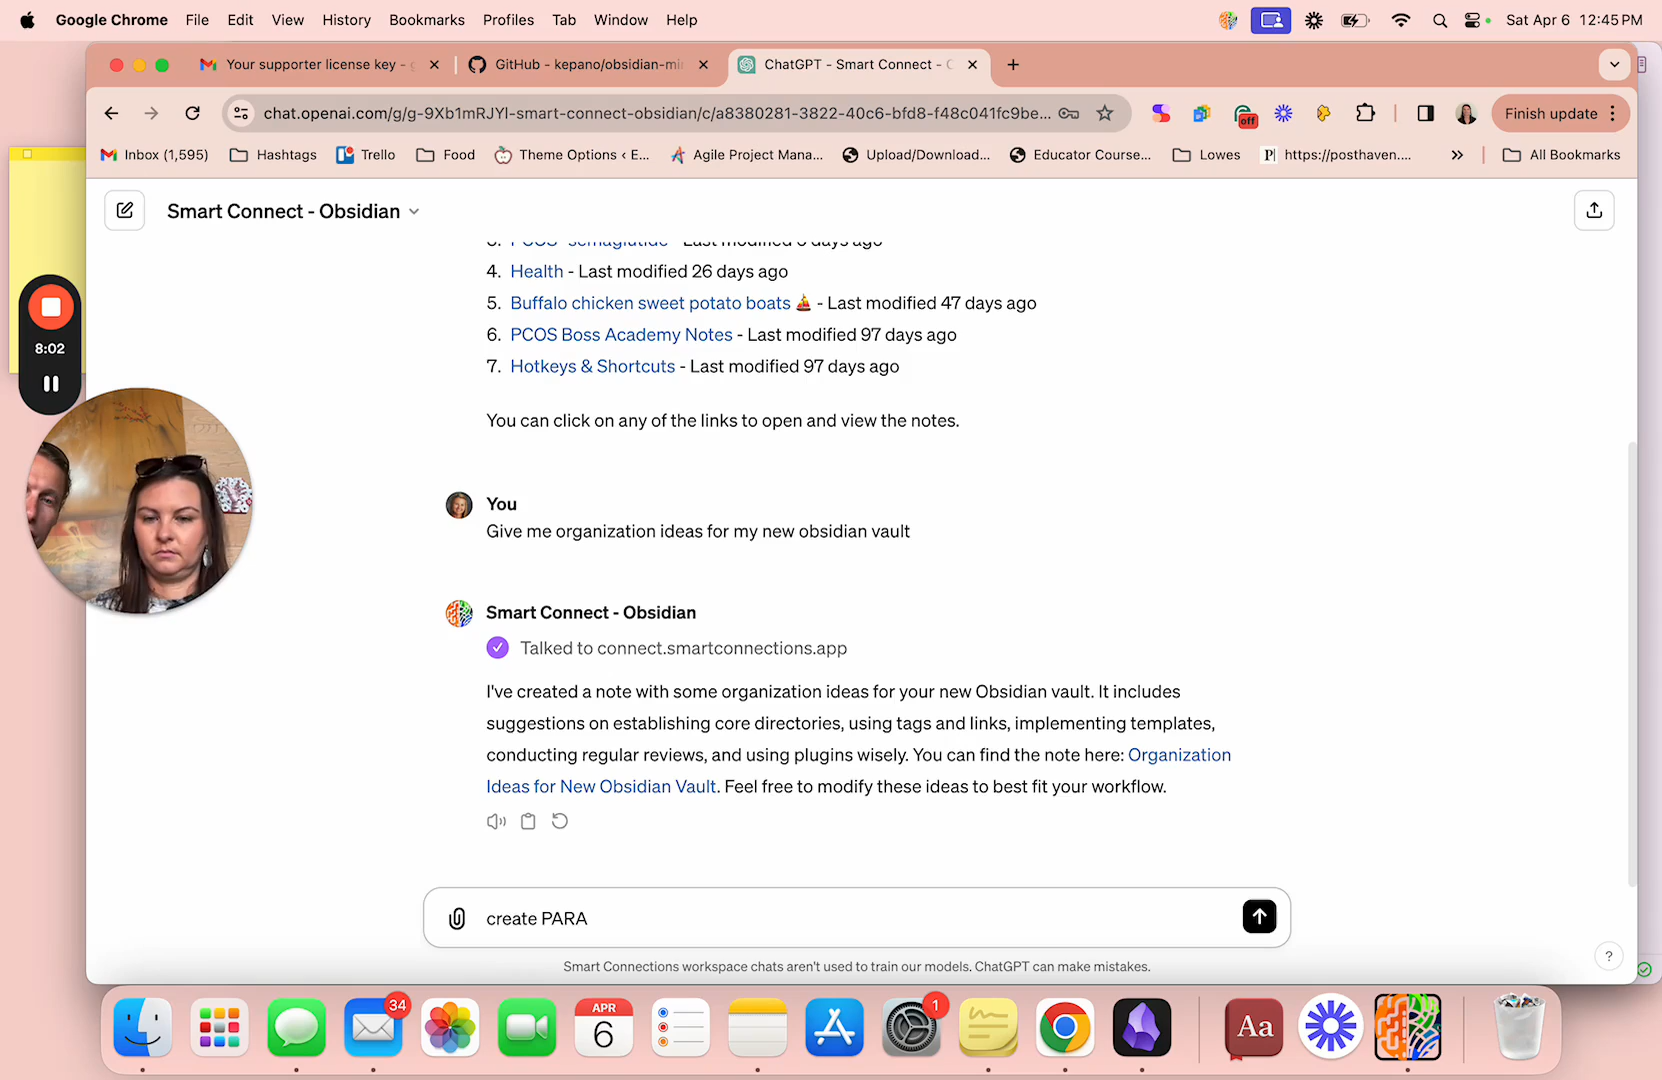 Google Chrome File Edit View History Bookmarks Profiles Tab Window Help Sat Apr 6 12:45 PM
Your supporter license key - GitHub - kepano/obsidian-mi ChatGPT - Smart Connect -
chat.openai.com/g/g-9Xb1mRJYI-smart-connect-obsidian/c/a8380281-3822-40c6-bfd8-f48c041fc9be... off Finish update
Inbox (1,595) Hashtags Trello Food Theme Options ‹ E... Agile Project Mana... Upload/Download... Educator Course... Lowes P| https://posthaven.... » All Bookmarks
Smart Connect - Obsidian
3. PCOS- semaglutide - Last modified 6 days ago
4. Health - Last modified 26 days ago
5. Buffalo chicken sweet potato boats ⛵ - Last modified 47 days ago
6. PCOS Boss Academy Notes - Last modified 97 days ago
7. Hotkeys & Shortcuts - Last modified 97 days ago
8:02
You can click on any of the links to open and view the notes.
You
Give me organization ideas for my new obsidian vault
Smart Connect - Obsidian
Talked to connect.smartconnections.app
I've created a note with some organization ideas for your new Obsidian vault. It includes
suggestions on establishing core directories, using tags and links, implementing templates,
conducting regular reviews, and using plugins wisely. You can find the note here: Organization
Ideas for New Obsidian Vault. Feel free to modify these ideas to best fit your workflow.
create PARA
Smart Connections workspace chats aren't used to train our models. ChatGPT can make mistakes.
?
34 APR 6 1 Aa